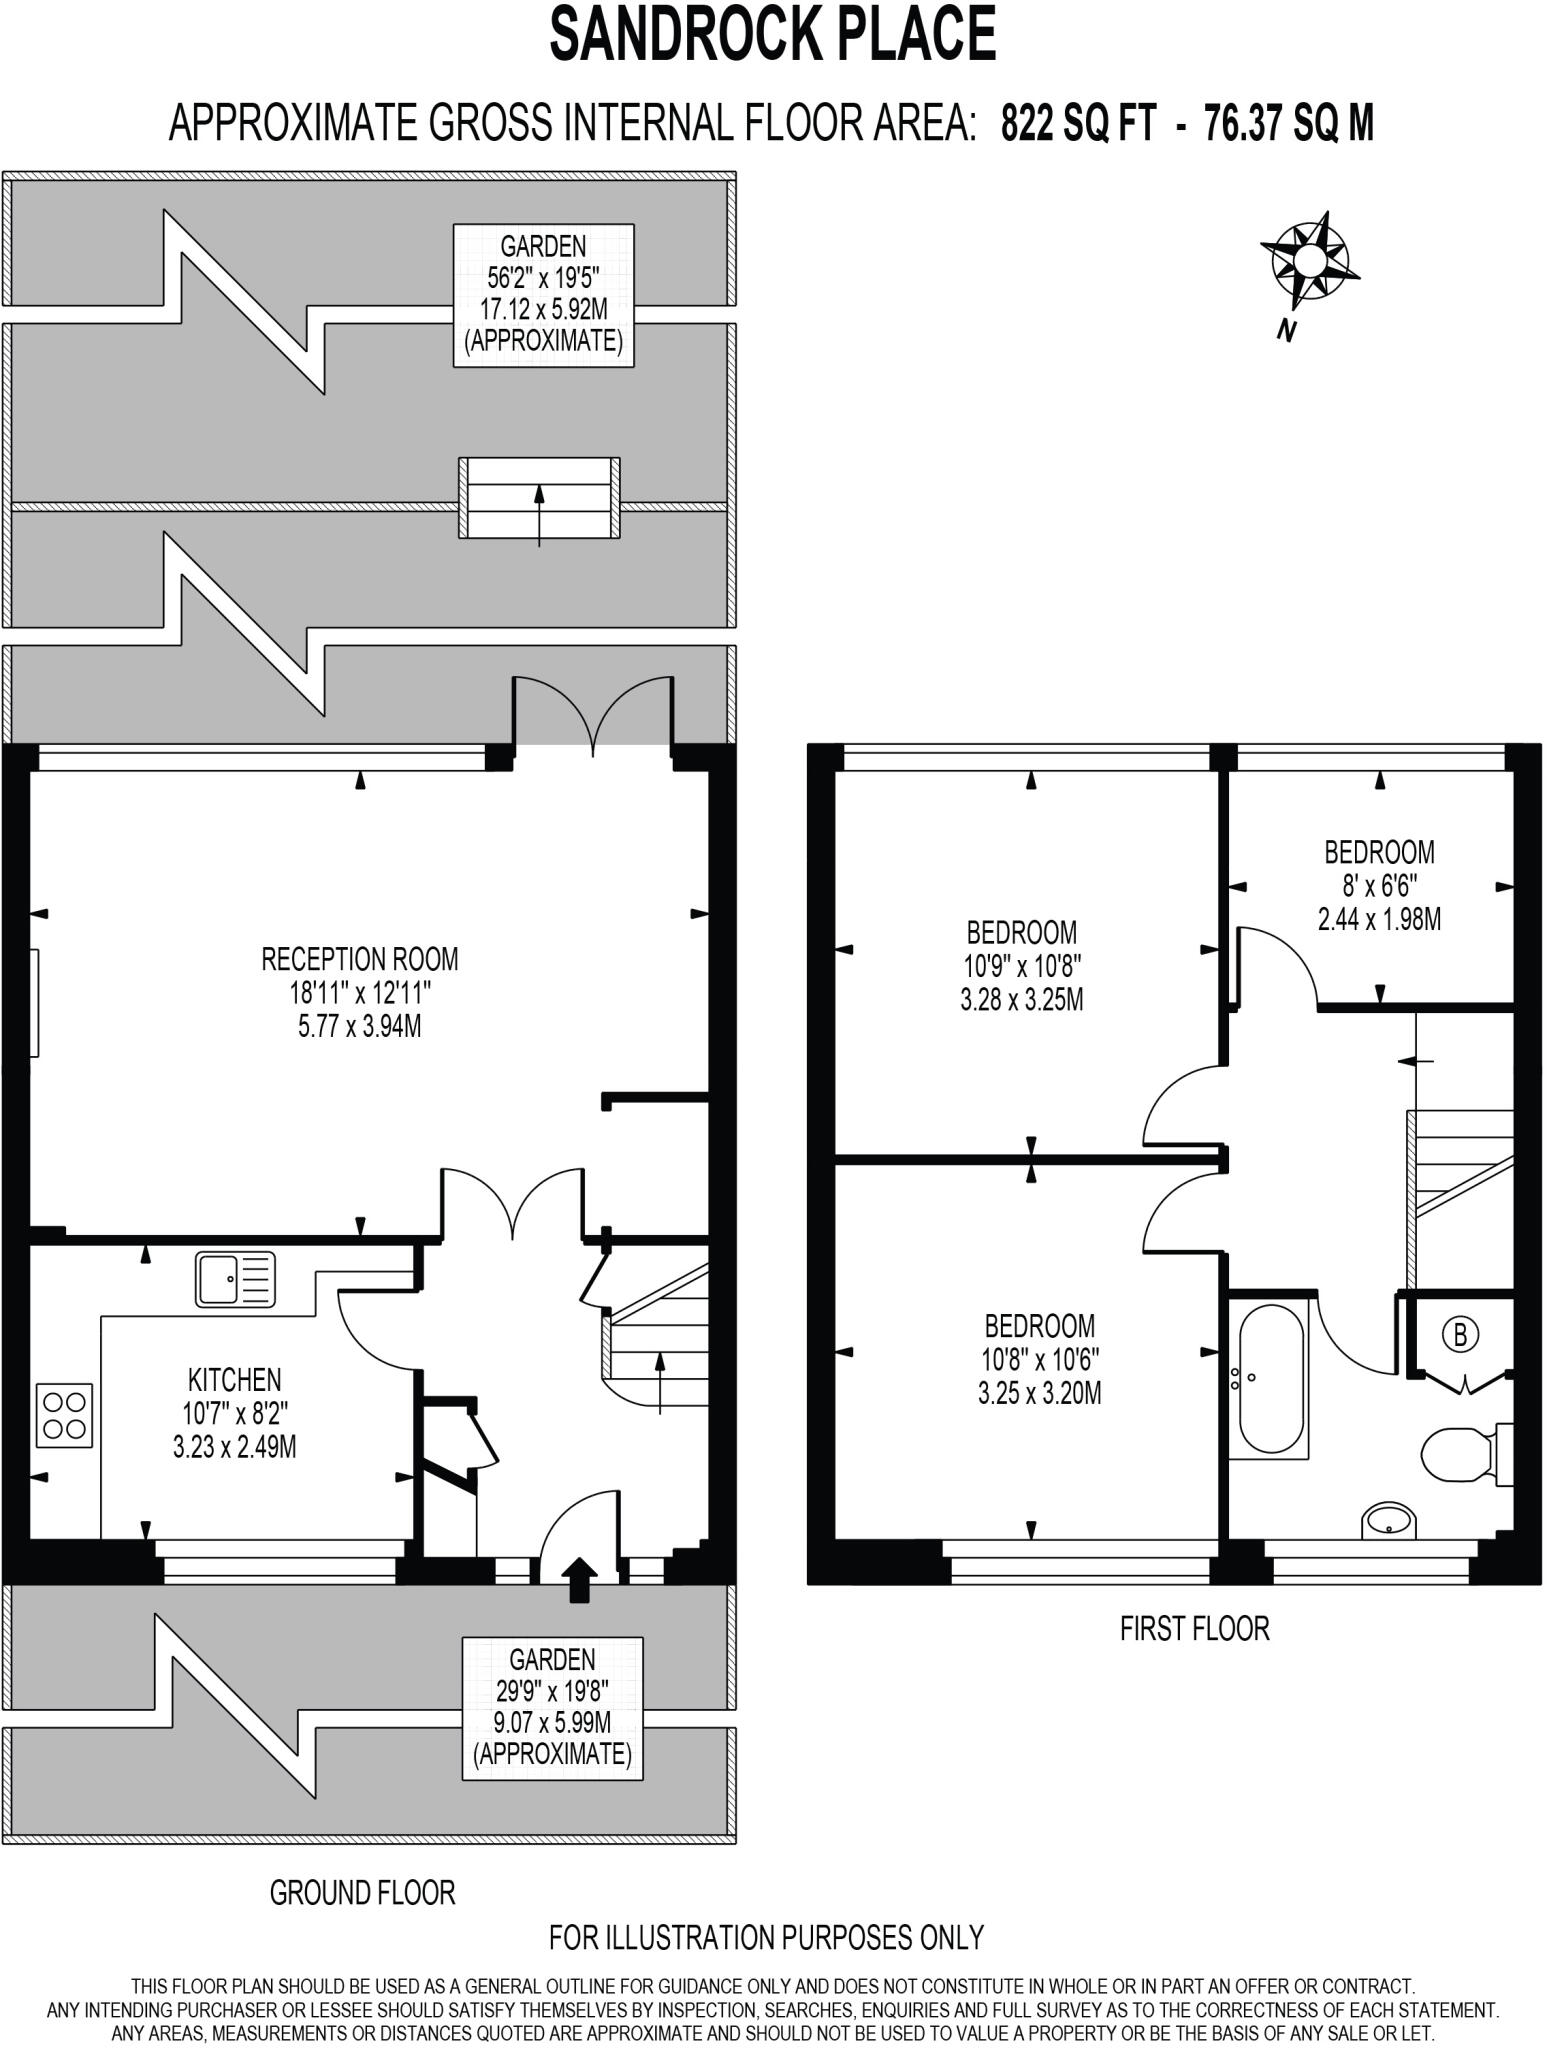 SANDROCK PLACE
APPROXIMATE GROSS INTERNAL FLOOR AREA: 822 SQ FT - 76.37 SQ M
GARDEN
56'2" x 19'5"
17.12 x 5.92M
(APPROXIMATE)
N
RECEPTION ROOM
18'11" x 12'11"
5.77 x 3.94M
KITCHEN
10'7" x 8'2"
3.23 x 2.49M
GARDEN
29'9" x 19'8"
9.07 x 5.99M
(APPROXIMATE)
GROUND FLOOR
BEDROOM
10'9" x 10'8"
3.28 x 3.25M
BEDROOM
8' x 6'6"
2.44 x 1.98M
BEDROOM
10'8" x 10'6"
3.25 x 3.20M
B
FIRST FLOOR
FOR ILLUSTRATION PURPOSES ONLY
THIS FLOOR PLAN SHOULD BE USED AS A GENERAL OUTLINE FOR GUIDANCE ONLY AND DOES NOT CONSTITUTE IN WHOLE OR IN PART AN OFFER OR CONTRACT.
ANY INTENDING PURCHASER OR LESSEE SHOULD SATISFY THEMSELVES BY INSPECTION, SEARCHES, ENQUIRIES AND FULL SURVEY AS TO THE CORRECTNESS OF EACH STATEMENT.
ANY AREAS, MEASUREMENTS OR DISTANCES QUOTED ARE APPROXIMATE AND SHOULD NOT BE USED TO VALUE A PROPERTY OR BE THE BASIS OF ANY SALE OR LET.